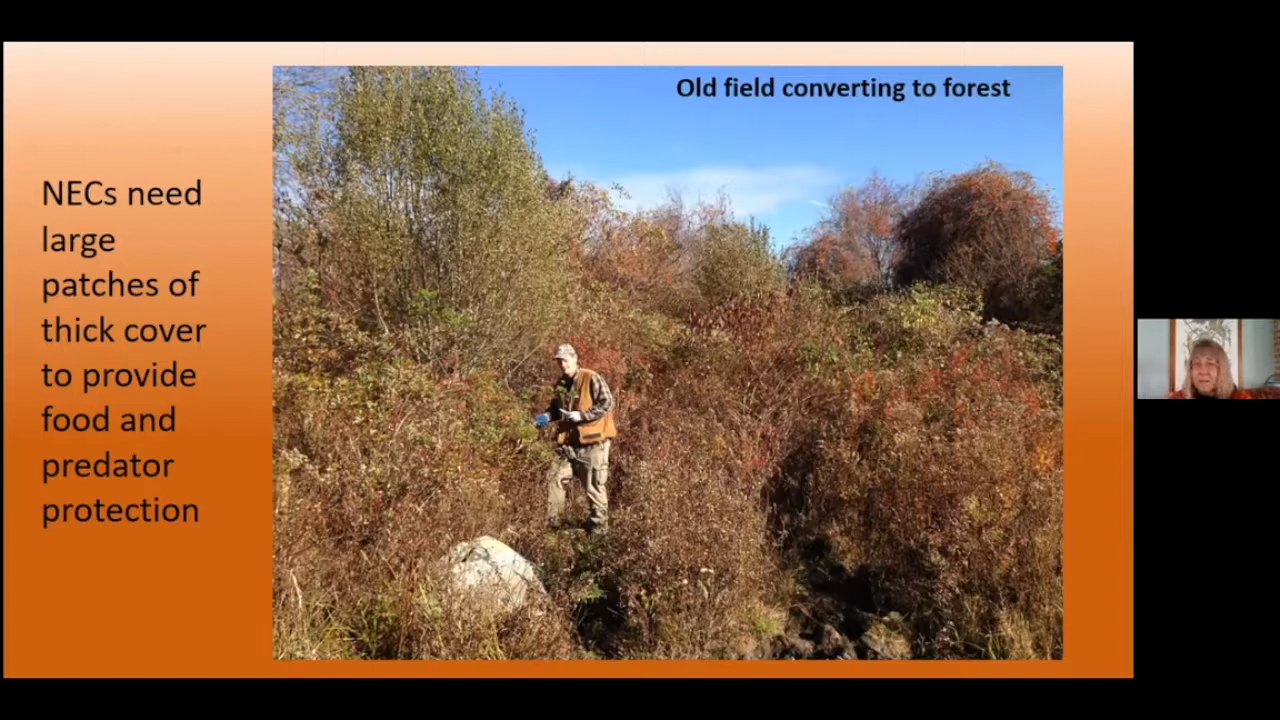 Old field converting to forest
NECs need
large
patches of
thick cover
to provide
food and
predator
protection